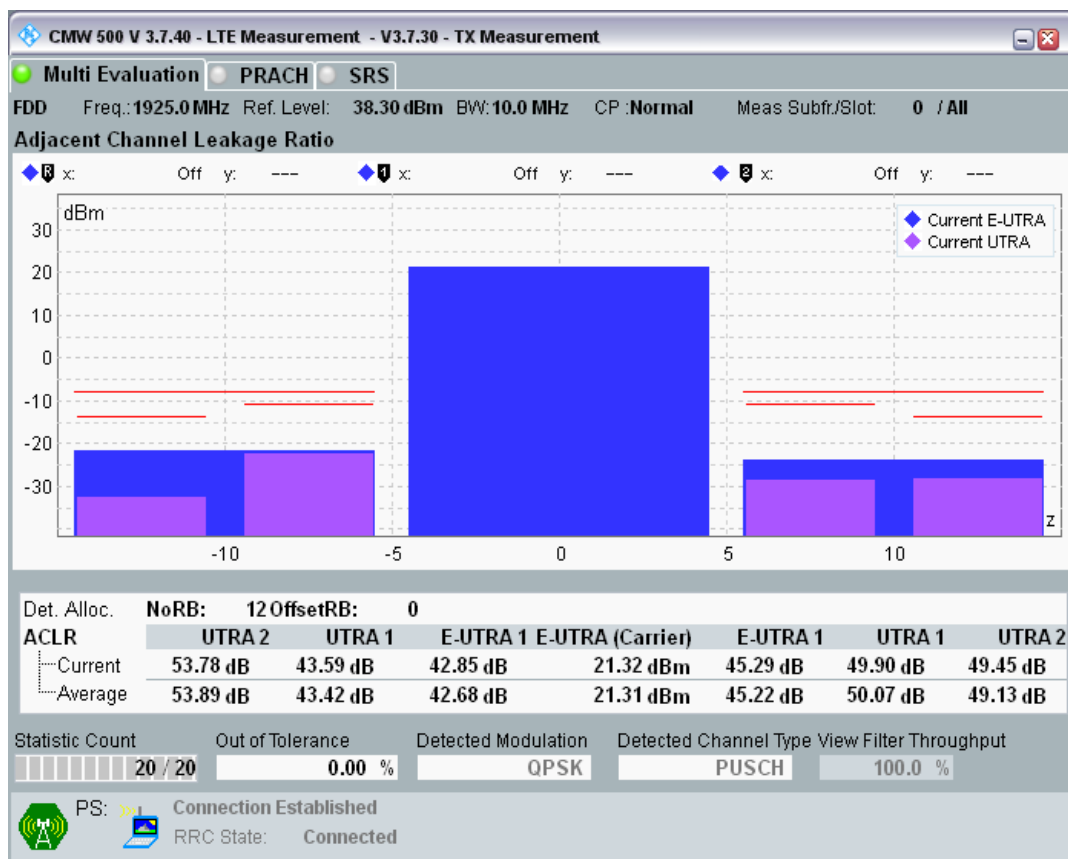 CMW 500 V 3.7.40 - LTE Measurement - V3.7.30 - TX Measurement
Multi Evaluation PRACH SRS
FDD Freq.: 1925.0 MHz Ref. Level: 38.30 dBm BW: 10.0 MHz CP :Normal Meas Subfr./Slot: 0 / All
Adjacent Channel Leakage Ratio
R x: Off y: --- 1 x: Off y: --- 2 x: Off y: ---
dBm
Current E-UTRA
Current UTRA
30
20
10
0
-10
-20
-30
z
-10 -5 0 5 10
Det. Alloc. NoRB: 12 OffsetRB: 0
ACLR UTRA 2 UTRA 1 E-UTRA 1 E-UTRA (Carrier) E-UTRA 1 UTRA 1 UTRA 2
Current 53.78 dB 43.59 dB 42.85 dB 21.32 dBm 45.29 dB 49.90 dB 49.45 dB
Average 53.89 dB 43.42 dB 42.68 dB 21.31 dBm 45.22 dB 50.07 dB 49.13 dB
Statistic Count Out of Tolerance Detected Modulation Detected Channel Type View Filter Throughput
20 / 20 0.00 % QPSK PUSCH 100.0 %
PS: Connection Established
RRC State: Connected